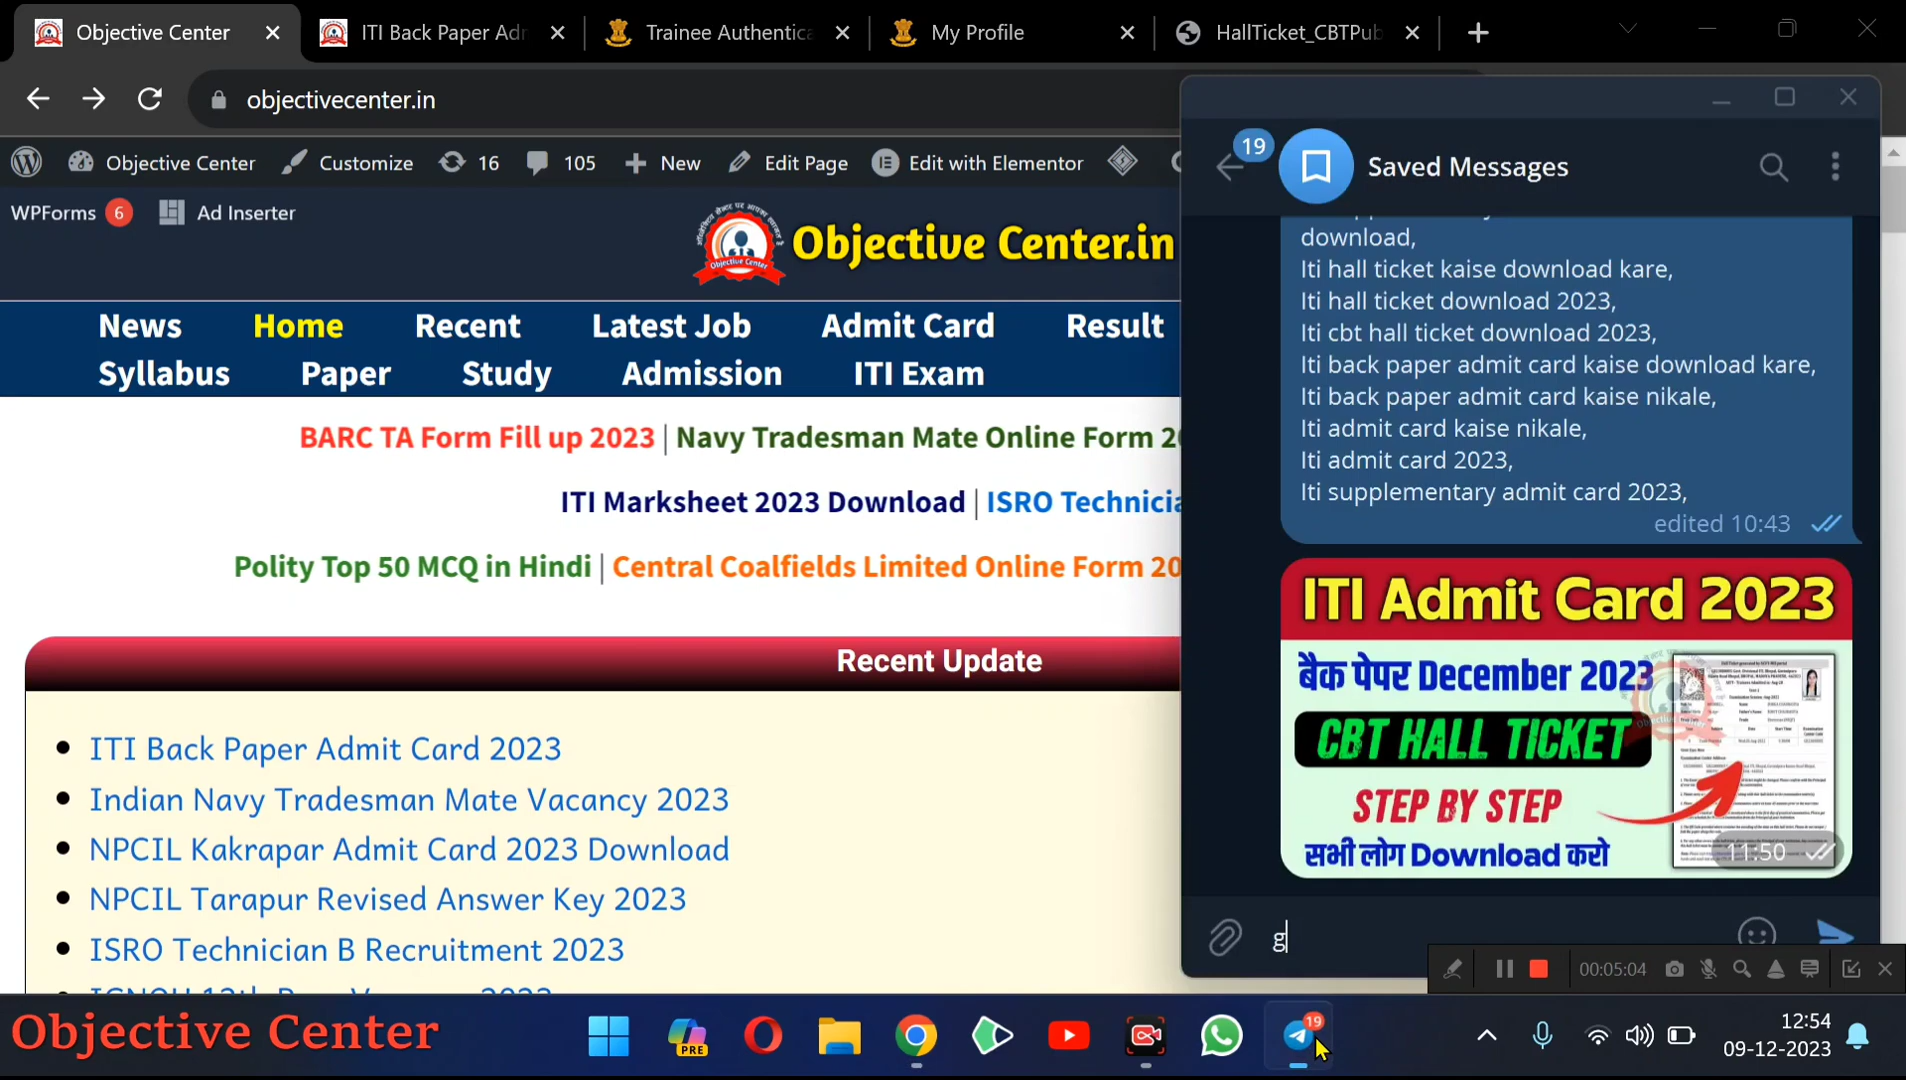 Objective Center
ITI Back Paper Adr
Trainee Authentica
My Profile
HallTicket_CBTPub
objectivecenter.in
Objective Center
Customize
16
105
New
Edit Page
Edit with Elementor
WPForms 6
Ad Inserter
Objective Center.in
News Home Recent Latest Job Admit Card Result
Syllabus Paper Study Admission ITI Exam
BARC TA Form Fill up 2023 | Navy Tradesman Mate Online Form
ITI Marksheet 2023 Download | ISRO
Polity Top 50 MCQ in Hindi | Central Coalfields Limited Online Form
Recent Update
ITI Back Paper Admit Card 2023
Indian Navy Tradesman Mate Vacancy 2023
NPCIL Kakrapar Admit Card 2023 Download
NPCIL Tarapur Revised Answer Key 2023
ISRO Technician B Recruitment 2023
19
Saved Messages
download,
Iti hall ticket kaise download kare,
Iti hall ticket download 2023,
Iti cbt hall ticket download 2023,
Iti back paper admit card kaise download kare,
Iti back paper admit card kaise nikale,
Iti admit card kaise nikale,
Iti admit card 2023,
Iti supplementary admit card 2023,
edited 10:43
ITI Admit Card 2023
बैक पेपर December 2023
CBT HALL TICKET
STEP BY STEP
सभी लोग Download करो
11:50
g
00:05:04
Objective Center
PRE
19
12:54
09-12-2023